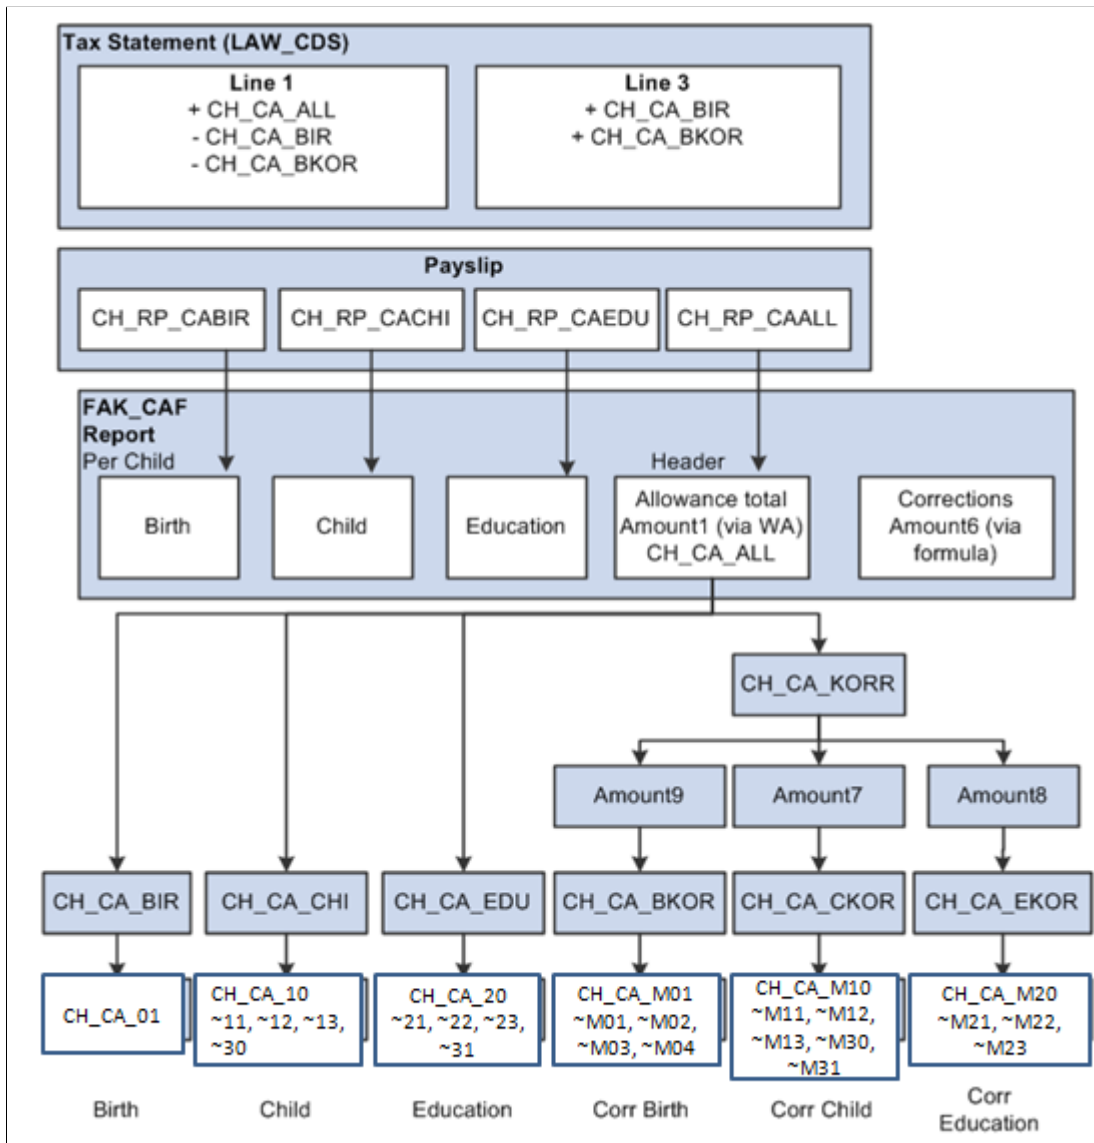 Tax Statement (LAW_CDS)
Line 1
+ CH_CA_ALL
- CH_CA_BIR
- CH_CA_BKOR
Line 3
+ CH_CA_BIR
+ CH_CA_BKOR
Payslip
CH_RP_CABIR
CH_RP_CACHI
CH_RP_CAEDU
CH_RP_CAALL
FAK_CAF
Report
Per Child
Header
Birth
Child
Education
Allowance total
Amount1 (via WA)
CH_CA_ALL
Corrections
Amount6 (via
formula)
CH_CA_KORR
Amount9
Amount7
Amount8
CH_CA_BIR
CH_CA_CHI
CH_CA_EDU
CH_CA_BKOR
CH_CA_CKOR
CH_CA_EKOR
CH_CA_01
CH_CA_10
~11, ~12, ~13,
~30
CH_CA_20
~21, ~22, ~23,
~31
CH_CA_M01
~M01, ~M02,
~M03, ~M04
CH_CA_M10
~M11, ~M12,
~M13, ~M30,
~M31
CH_CA_M20
~M21, ~M22,
~M23
Birth
Child
Education
Corr Birth
Corr Child
Corr
Education